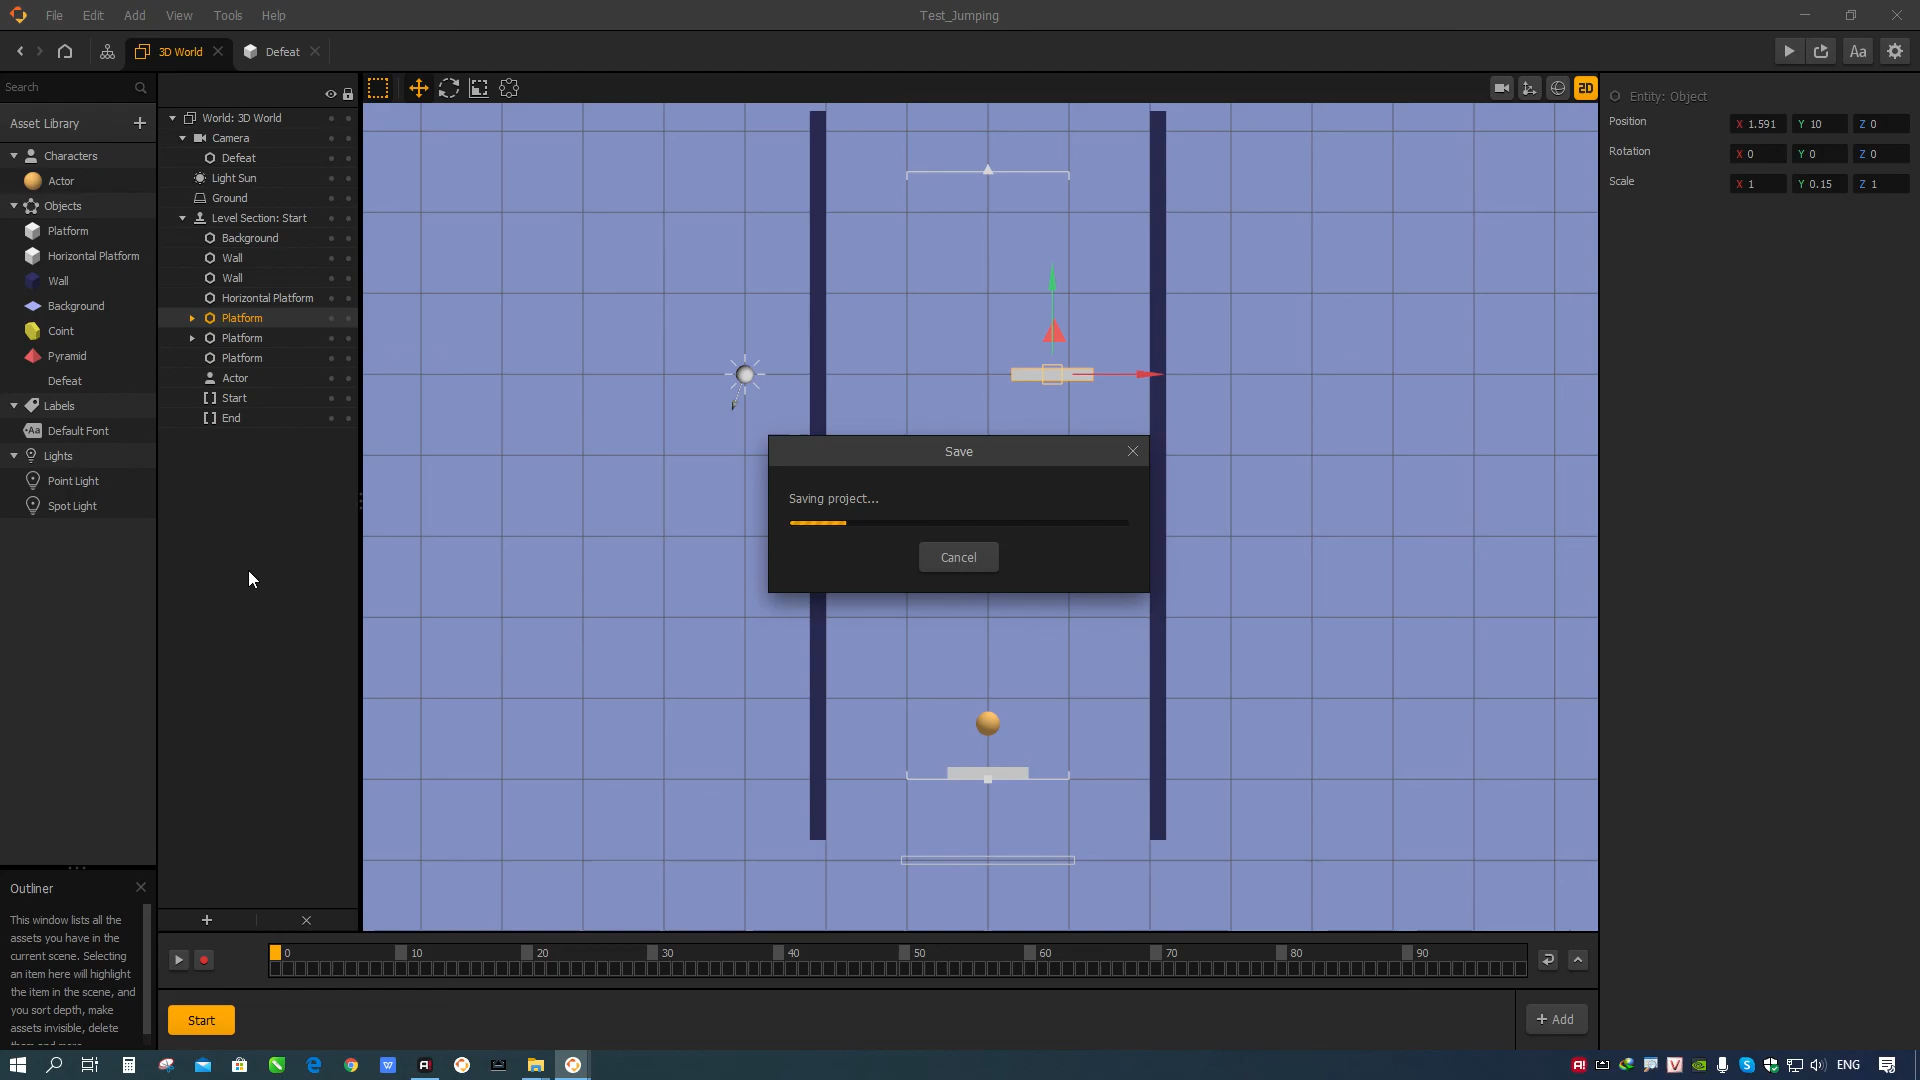 File Edit Add View Tools Help Test_Jumping
3D World Defeat Aa
Search
Asset Library
Characters
Actor
Objects
Platform
Horizontal Platform
Wall
Background
Coint
Pyramid
Defeat
Labels
Aa Default Font
Lights
Point Light
Spot Light
Outliner
This window lists all the
assets you have in the
current scene. Selecting
an item here will highlight
the item in the scene, and
you sort depth, make
assets invisible, delete
World: 3D World
Camera
Defeat
Light Sun
Ground
Level Section: Start
Background
Wall
Wall
Horizontal Platform
Platform
Platform
Platform
Actor
Start
End
2D
Save
Saving project...
Cancel
Entity: Object
Position X 1.591 Y 10 Z 0
Rotation X 0 Y 0 Z 0
Scale X 1 Y 0.15 Z 1
0 10 20 30 40 50 60 70 80 90
Start
Add
ENG